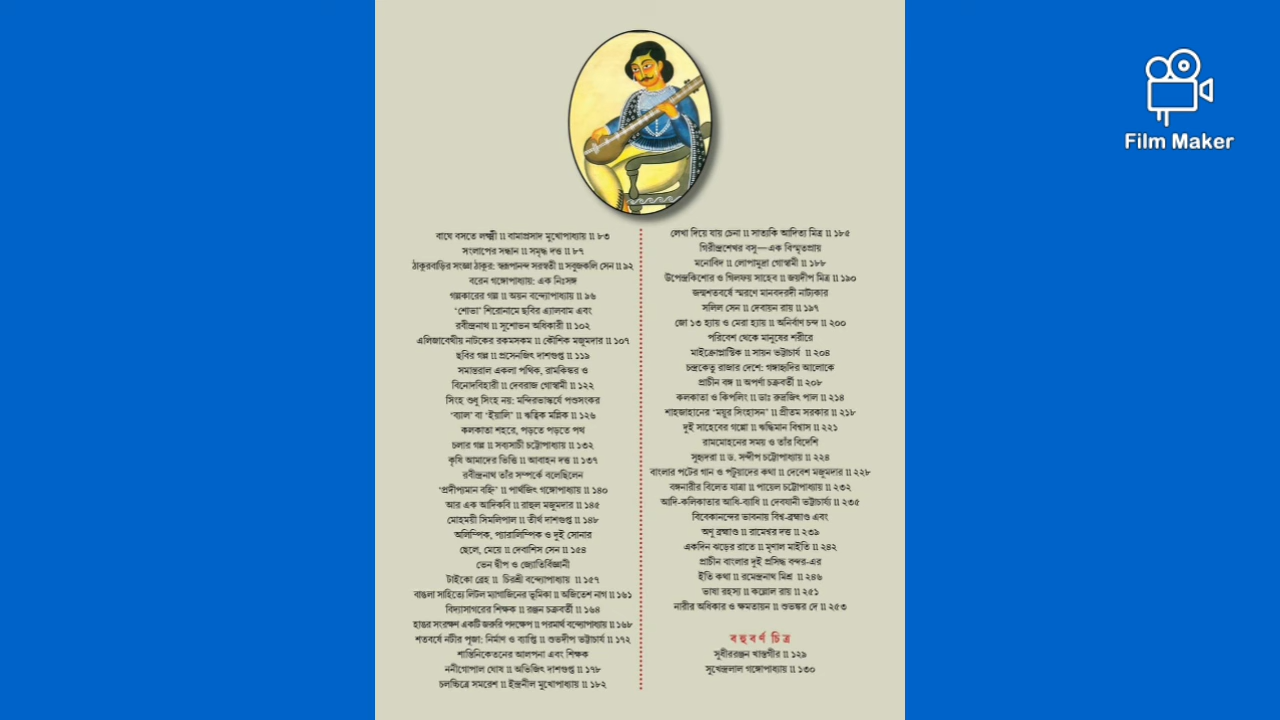 বাঘে বসতে লক্ষ্মী ॥ বামাপ্রসাদ মুখোপাধ্যায় ॥ ৮৩
সংলাপের সন্ধান ॥ সমৃদ্ধ দত্ত ॥ ৮৭
ঠাকুরবাড়ির সংজ্ঞা ঠাকুর: স্বরূপানন্দ সরস্বতী ॥ সবুজকলি সেন ॥ ৯২
বরেন গঙ্গোপাধ্যায়: এক নিঃসঙ্গ
গল্পকারের গল্প ॥ অয়ন বন্দ্যোপাধ্যায় ॥ ৯৬
'শোভা' শিরোনামে ছবির এ্যালবাম এবং
রবীন্দ্রনাথ ॥ সুশোভন অধিকারী ॥ ১০২
এলিজাবেথীয় নাটকের রকমসকম ॥ কৌশিক মজুমদার ॥ ১০৭
ছবির গল্প ॥ প্রসেনজিৎ দাশগুপ্ত ॥ ১১৯
সমান্তরাল একলা পথিক, রামকিঙ্কর ও
বিনোদবিহারী ॥ দেবরাজ গোস্বামী ॥ ১২২
সিংহ শুধু সিংহ নয়: মন্দিরভাস্কর্যে পশুসংকর
'ব্যাল' বা 'ইয়ালি' ॥ ঋত্বিক মল্লিক ॥ ১২৬
কলকাতা শহরে, পড়তে পড়তে পথ
চলার গল্প ॥ সব্যসাচী চট্টোপাধ্যায় ॥ ১৩২
কৃষি আমাদের ভিত্তি ॥ আবাহন দত্ত ॥ ১৩৭
রবীন্দ্রনাথ তাঁর সম্পর্কে বলেছিলেন
'প্রদীপ্যমান বহ্নি' ॥ পার্থজিৎ গঙ্গোপাধ্যায় ॥ ১৪০
আর এক আদিকবি ॥ রাহুল মজুমদার ॥ ১৪৫
মোহময়ী সিমলিপাল ॥ তীর্থ দাশগুপ্ত ॥ ১৪৮
অলিম্পিক, প্যারালিম্পিক ও দুই সোনার
ছেলে, মেয়ে ॥ দেবাশিস সেন ॥ ১৫৪
ভেন দ্বীপ ও জ্যোতির্বিজ্ঞানী
টাইকো ব্রেহ ॥ চিরশ্রী বন্দ্যোপাধ্যায় ॥ ১৫৭
বাঙলা সাহিত্যে লিটল ম্যাগাজিনের ভূমিকা ॥ অজিতেশ নাগ ॥ ১৬১
বিদ্যাসাগরের শিক্ষক ॥ রঞ্জন চক্রবর্তী ॥ ১৬৪
হাঙর সংরক্ষণ একটি জরুরি পদক্ষেপ ॥ পরমার্থ বন্দ্যোপাধ্যায় ॥ ১৬৮
শতবর্ষে নটীর পূজা: নির্মাণ ও ব্যাপ্তি ॥ শুভদীপ ভট্টাচার্য ॥ ১৭২
শান্তিনিকেতনের আলপনা এবং শিক্ষক
ননীগোপাল ঘোষ ॥ অভিজিৎ দাশগুপ্ত ॥ ১৭৮
চলচ্চিত্রে সমরেশ ॥ ইন্দ্রনীল মুখোপাধ্যায় ॥ ১৮২
লেখা দিয়ে যায় চেনা ॥ সাত্যকি আদিত্য মিত্র ॥ ১৮৫
গিরীন্দ্রশেখর বসু—এক বিস্মৃতপ্রায়
মনোবিদ ॥ লোপামুদ্রা গোস্বামী ॥ ১৮৮
উপেন্দ্রকিশোর ও গিলফয় সাহেব ॥ জয়দীপ মিত্র ॥ ১৯০
জন্মশতবর্ষে স্মরণে মানবদরদী নাট্যকার
সলিল সেন ॥ দেবায়ন রায় ॥ ১৯৭
জো ১৩ হ্যায় ও মেরা হ্যায় ॥ অনির্বাণ চন্দ ॥ ২০০
পরিবেশ থেকে মানুষের শরীরে
মাইক্রোপ্লাস্টিক ॥ সায়ন ভট্টাচার্য ॥ ২০৪
চন্দ্রকেতু রাজার দেশে: গঙ্গাহৃদির আলোকে
প্রাচীন বঙ্গ ॥ অপর্ণা চক্রবর্তী ॥ ২০৮
কলকাতা ও কিপলিং ॥ ডাঃ রুদ্রজিৎ পাল ॥ ২১৪
শাহজাহানের 'ময়ূর সিংহাসন' ॥ প্রীতম সরকার ॥ ২১৮
দুই সাহেবের গপ্পো ॥ ঋদ্ধিমান বিশ্বাস ॥ ২২১
রামমোহনের সময় ও তাঁর বিদেশি
সুহৃদরা ॥ ড. সন্দীপ চট্টোপাধ্যায় ॥ ২২৪
বাংলার পটের গান ও পটুয়াদের কথা ॥ দেবেশ মজুমদার ॥ ২২৮
বঙ্গনারীর বিলেত যাত্রা ॥ পায়েল চট্টোপাধ্যায় ॥ ২৩২
আদি-কলিকাতার আধি-ব্যাধি ॥ দেবযানী ভট্টাচার্য্য ॥ ২৩৫
বিবেকানন্দের ভাবনায় বিশ্ব-ব্রহ্মাণ্ড এবং
অণু ব্রহ্মাণ্ড ॥ রামেশ্বর দত্ত ॥ ২৩৯
একদিন ঝড়ের রাতে ॥ মৃণাল মাইতি ॥ ২৪২
প্রাচীন বাংলার দুই প্রসিদ্ধ বন্দর-এর
ইতি কথা ॥ রমেন্দ্রনাথ মিশ্র ॥ ২৪৬
ভাষা রহস্য ॥ কল্লোল রায় ॥ ২৫১
নারীর অধিকার ও ক্ষমতায়ন ॥ শুভঙ্কর দে ॥ ২৫৩
বহুবর্ণ চিত্র
সুধীররঞ্জন খাস্তগীর ॥ ১২৯
সুখেন্দ্রলাল গঙ্গোপাধ্যায় ॥ ১৩০
Film Maker